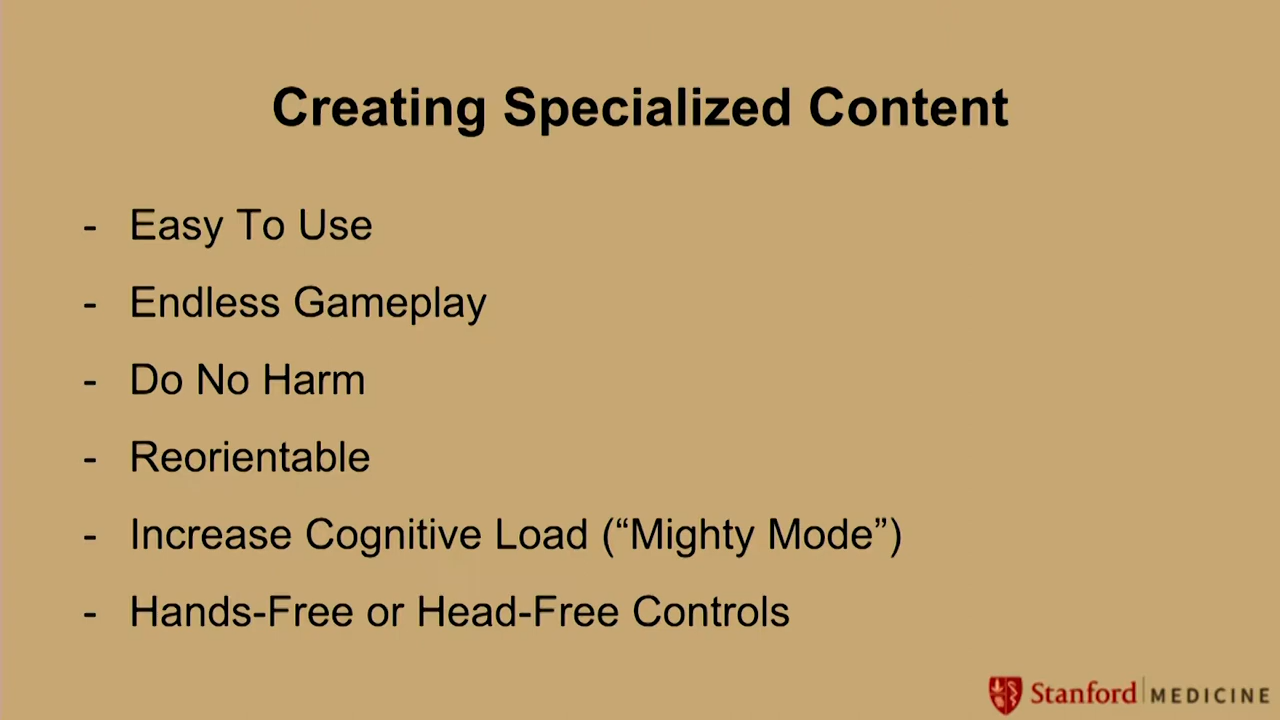 Creating Specialized Content
- Easy To Use
- Endless Gameplay
- Do No Harm
- Reorientable
- Increase Cognitive Load (“Mighty Mode”)
- Hands-Free or Head-Free Controls
Stanford MEDICINE